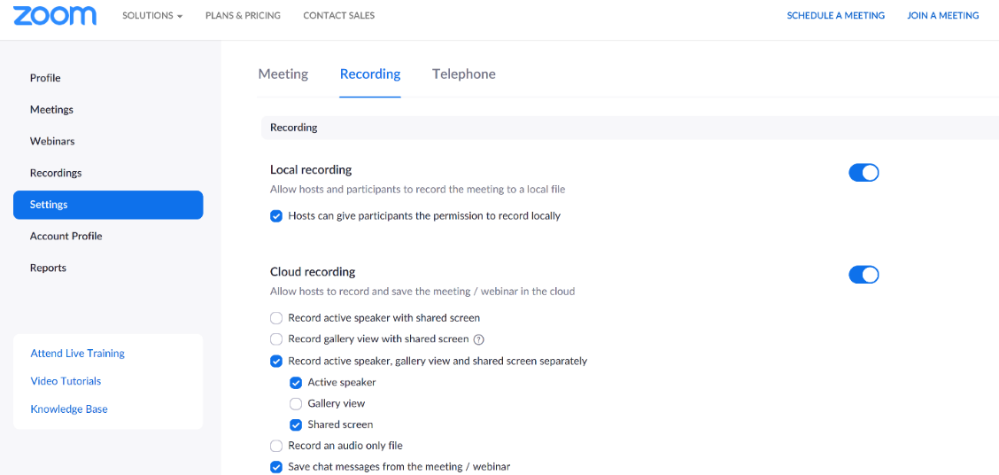 zoom
SOLUTIONS
PLANS & PRICING
CONTACT SALES
SCHEDULE A MEETING
JOIN A MEETING
Profile
Meetings
Webinars
Recordings
Settings
Account Profile
Reports
Attend Live Training
Video Tutorials
Knowledge Base
Meeting
Recording
Telephone
Recording
Local recording
Allow hosts and participants to record the meeting to a local file
Hosts can give participants the permission to record locally
Cloud recording
Allow hosts to record and save the meeting / webinar in the cloud
Record active speaker with shared screen
Record gallery view with shared screen ?
Record active speaker, gallery view and shared screen separately
Active speaker
Gallery view
Shared screen
Record an audio only file
Save chat messages from the meeting / webinar